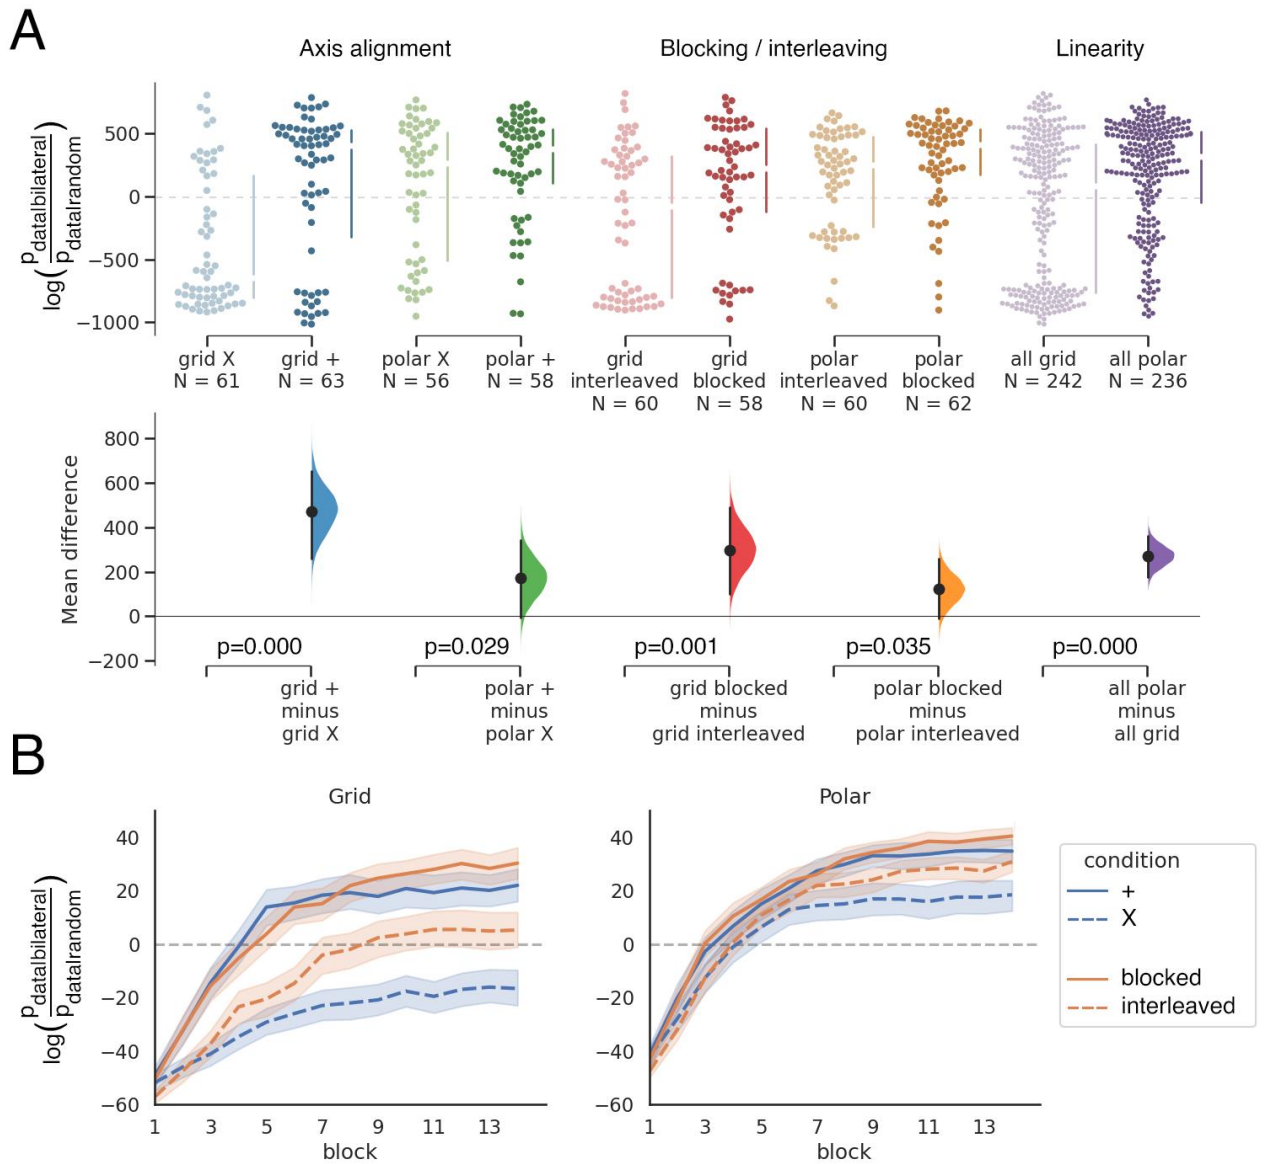 A
Axis alignment
Blocking / interleaving
Linearity
log(p data|bilateral / p data|random)
500
0
−500
−1000
grid X
N = 61
grid +
N = 63
polar X
N = 56
polar +
N = 58
grid
interleaved
N = 60
grid
blocked
N = 58
polar
interleaved
N = 60
polar
blocked
N = 62
all grid
N = 242
all polar
N = 236
Mean difference
800
600
400
200
0
−200
p=0.000
p=0.029
p=0.001
p=0.035
p=0.000
grid +
minus
grid X
polar +
minus
polar X
grid blocked
minus
grid interleaved
polar blocked
minus
polar interleaved
all polar
minus
all grid
B
Grid
log(p data|bilateral / p data|random)
40
20
0
−20
−40
−60
1 3 5 7 9 11 13
block
Polar
40
20
0
−20
−40
−60
1 3 5 7 9 11 13
block
condition
+
X
blocked
interleaved